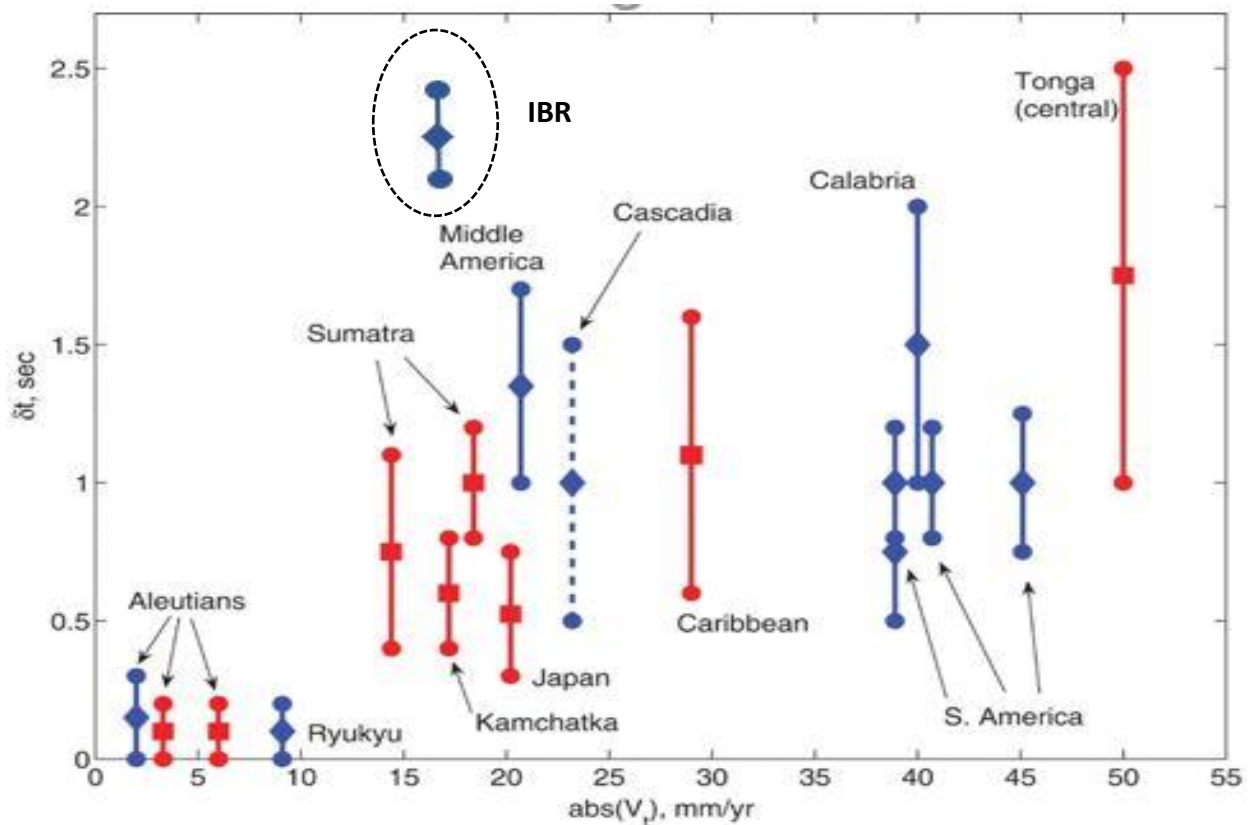 2.5
2
1.5
1
0.5
0
δt, sec
IBR
Tonga
(central)
Calabria
Cascadia
Middle
America
Sumatra
Aleutians
Caribbean
Japan
Ryukyu
Kamchatka
S. America
0 5 10 15 20 25 30 35 40 45 50 55
abs(Vt), mm/yr